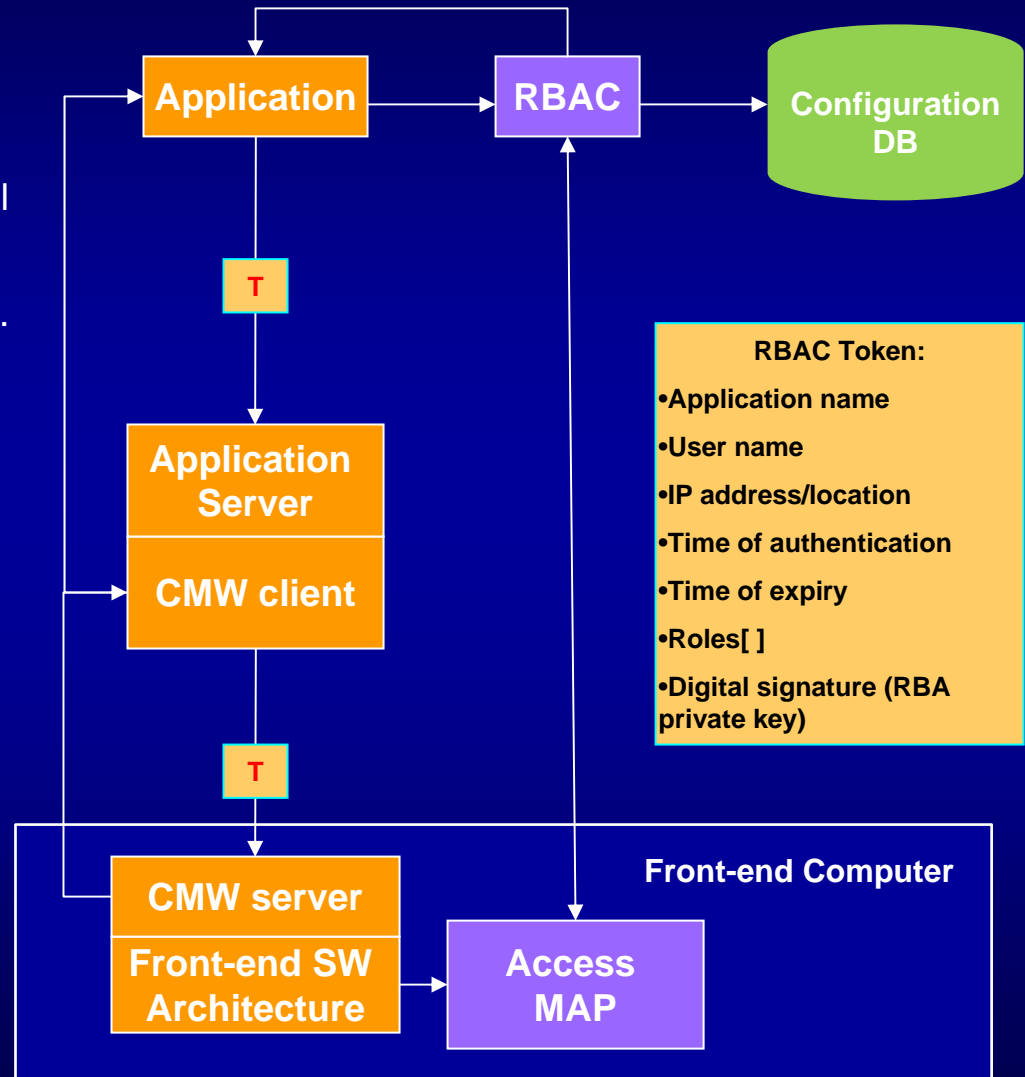 Application
RBAC
Configuration
DB
l
.
T
RBAC Token:
•Application name
•User name
•IP address/location
•Time of authentication
•Time of expiry
•Roles[ ]
•Digital signature (RBA
private key)
Application
Server
CMW client
T
Front-end Computer
CMW server
Front-end SW
Architecture
Access
MAP